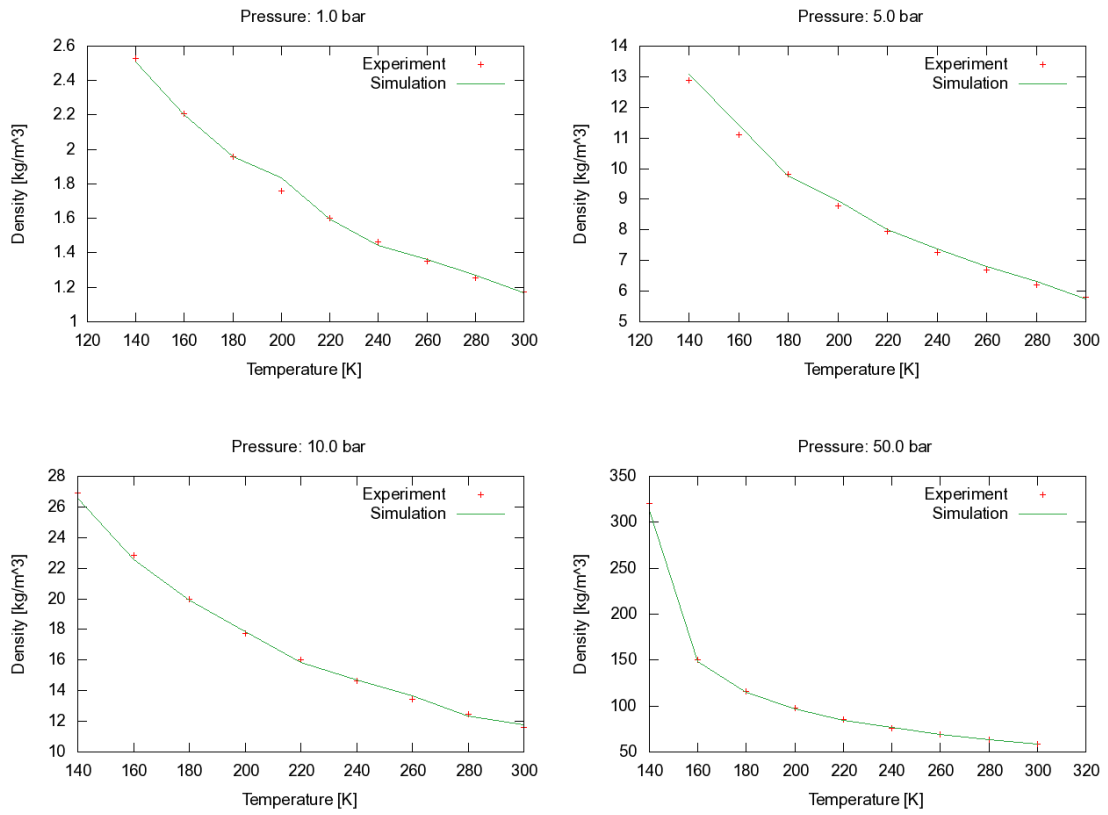 Pressure: 1.0 bar
2.6
2.4
2.2
2
1.8
1.6
1.4
1.2
1
Density [kg/m^3]
Experiment
Simulation
120 140 160 180 200 220 240 260 280 300
Temperature [K]
Pressure: 5.0 bar
14
13
12
11
10
9
8
7
6
5
Density [kg/m^3]
Experiment
Simulation
120 140 160 180 200 220 240 260 280 300
Temperature [K]
Pressure: 10.0 bar
28
26
24
22
20
18
16
14
12
10
Density [kg/m^3]
Experiment
Simulation
140 160 180 200 220 240 260 280 300
Temperature [K]
Pressure: 50.0 bar
350
300
250
200
150
100
50
Density [kg/m^3]
Experiment
Simulation
140 160 180 200 220 240 260 280 300 320
Temperature [K]